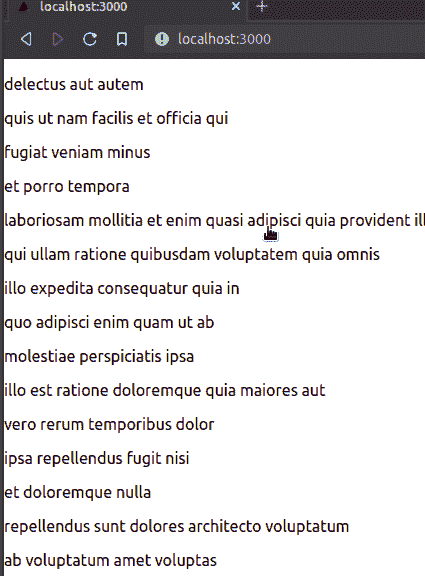 localhost:3000
localhost:3000
delectus aut autem
quis ut nam facilis et officia qui
fugiat veniam minus
et porro tempora
laboriosam mollitia et enim quasi adipisci quia provident ill
qui ullam ratione quibusdam voluptatem quia omnis
illo expedita consequatur quia in
quo adipisci enim quam ut ab
molestiae perspiciatis ipsa
illo est ratione doloremque quia maiores aut
vero rerum temporibus dolor
ipsa repellendus fugit nisi
et doloremque nulla
repellendus sunt dolores architecto voluptatum
ab voluptatum amet voluptas